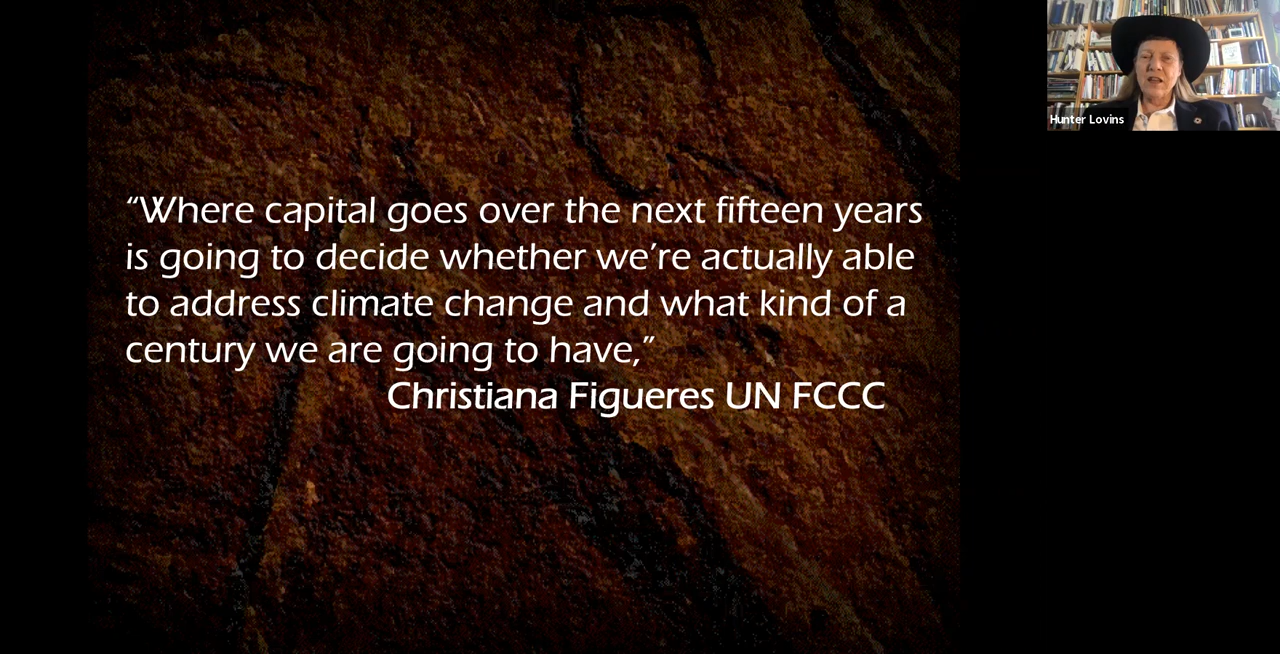 “Where capital goes over the next fifteen years
is going to decide whether we’re actually able
to address climate change and what kind of a
century we are going to have,”
Christiana Figueres UN FCCC
Hunter Lovins